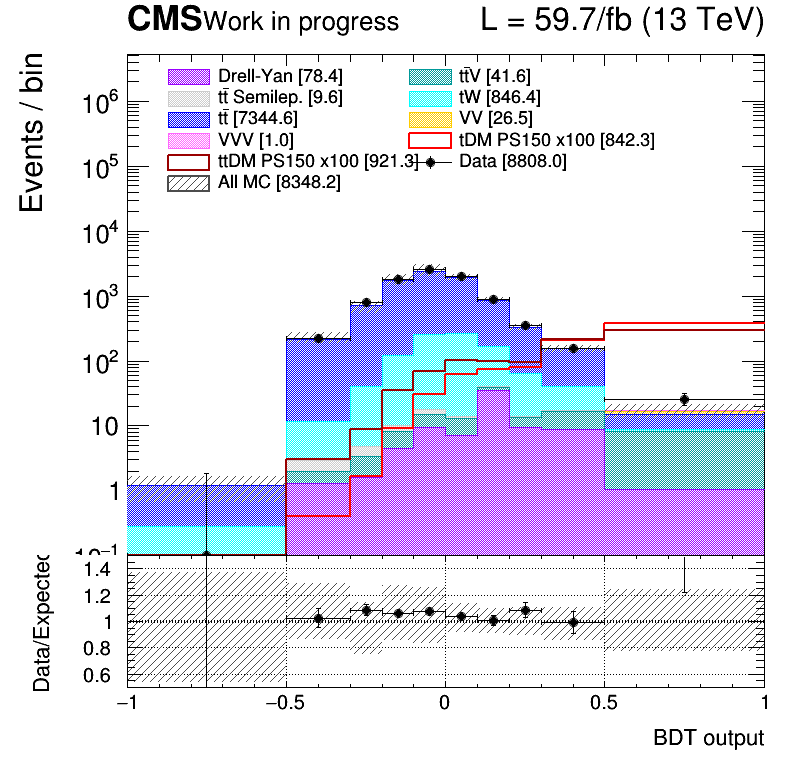 CMS Work in progress L = 59.7/fb (13 TeV)
Events / bin
Drell-Yan [78.4] tt̄V [41.6]
tt̄ Semilep. [9.6] tW [846.4]
tt̄ [7344.6] VV [26.5]
VVV [1.0] tDM PS150 x100 [842.3]
ttDM PS150 x100 [921.3] Data [8808.0]
All MC [8348.2]
10⁶
10⁵
10⁴
10³
10²
10
1
10⁻¹
Data/Expected
1.4
1.2
1
0.8
0.6
−1 −0.5 0 0.5 1
BDT output